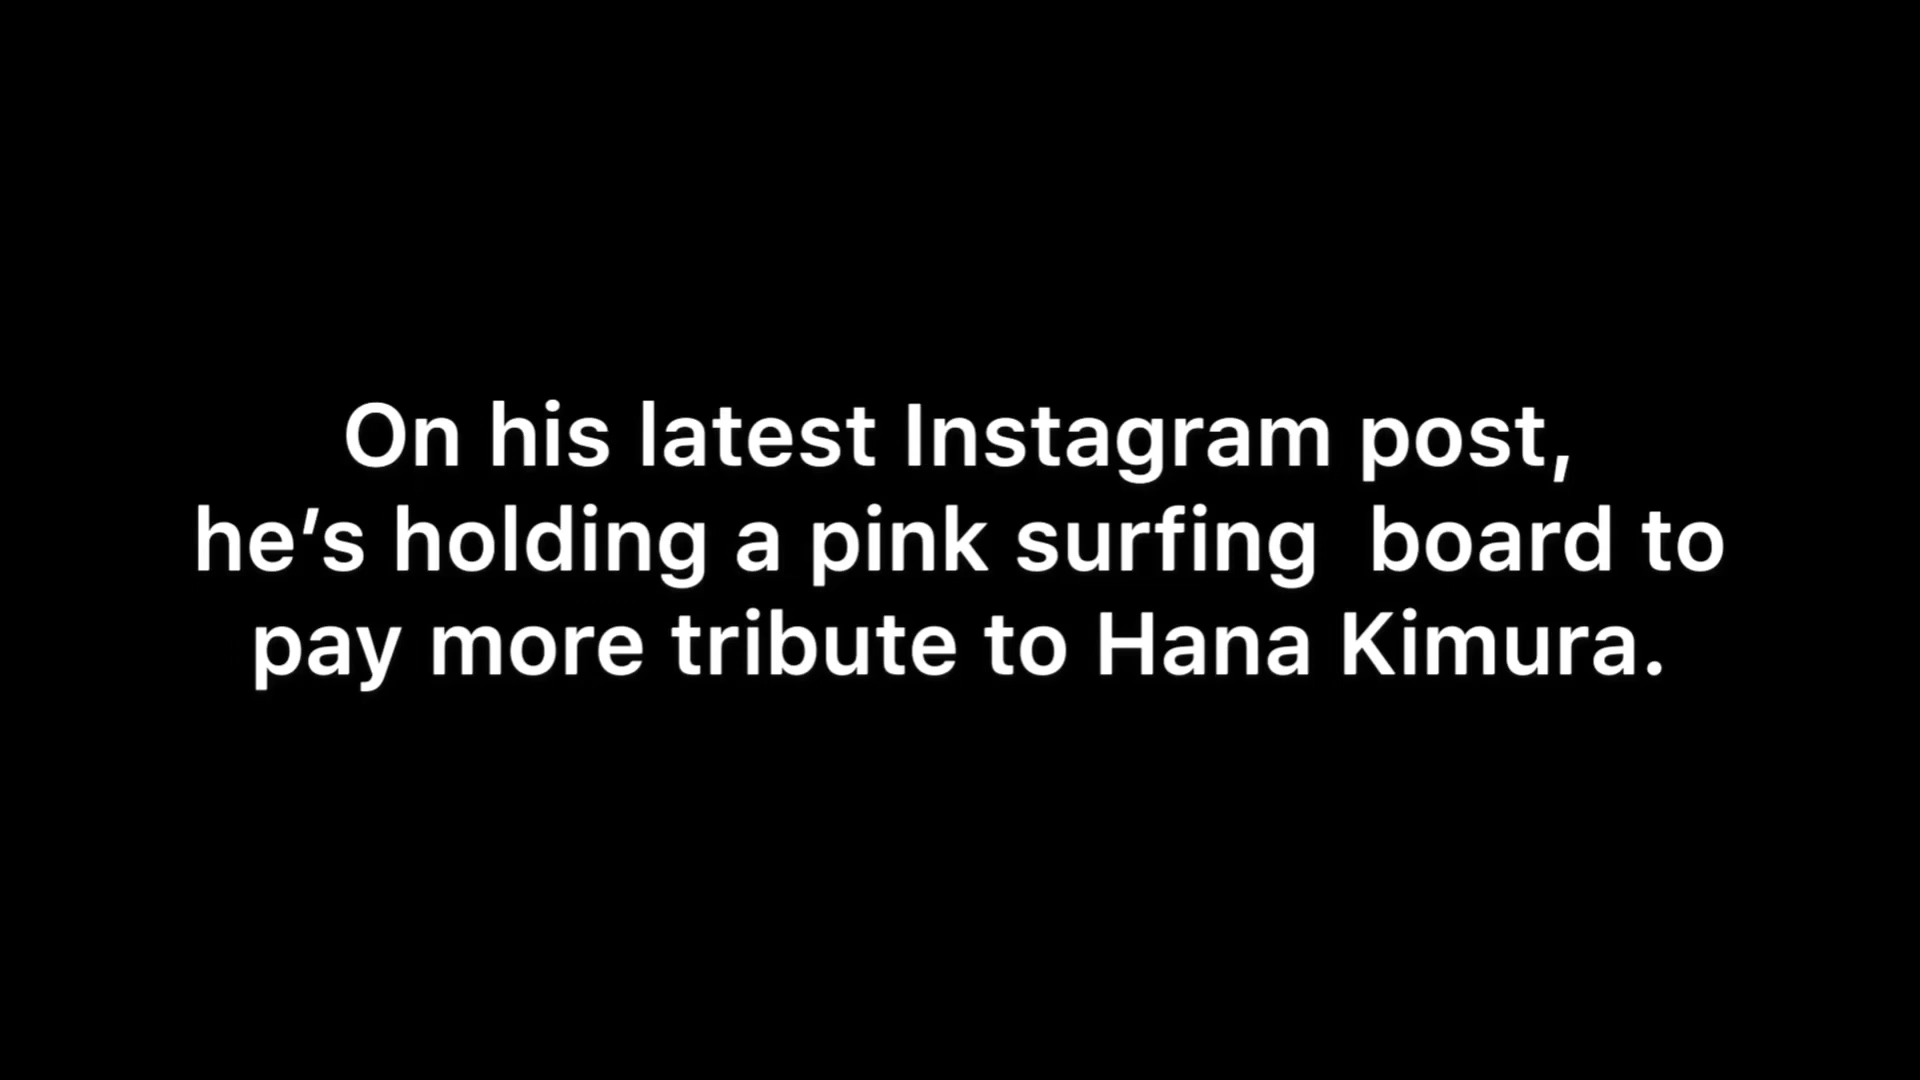 On his latest Instagram post,
he’s holding a pink surfing  board to
pay more tribute to Hana Kimura.